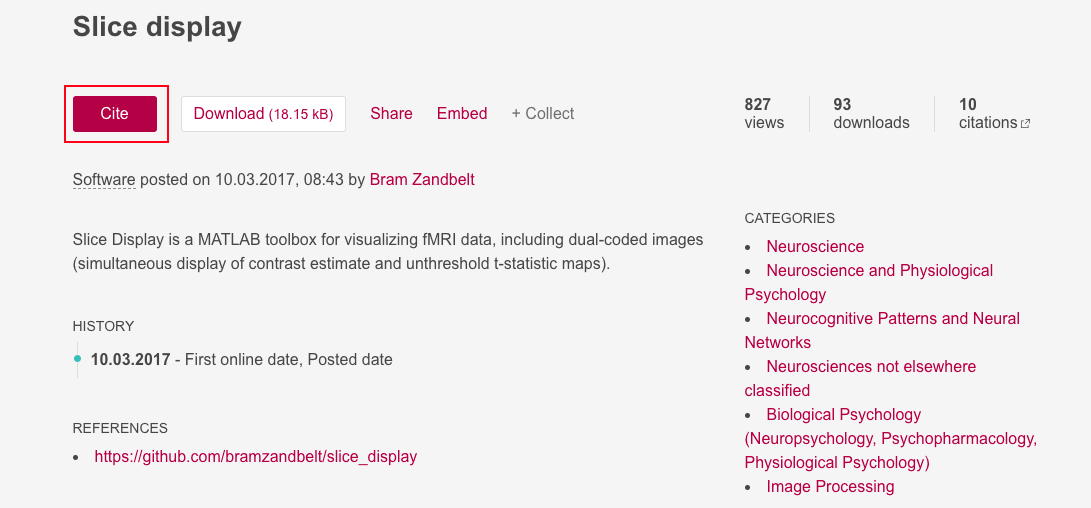 Slice display
Cite
Download (18.15 kB)
Share
Embed
+ Collect
827
views
93
downloads
10
citations
Software posted on 10.03.2017, 08:43 by Bram Zandbelt
Slice Display is a MATLAB toolbox for visualizing fMRI data, including dual-coded images
(simultaneous display of contrast estimate and unthreshold t-statistic maps).
HISTORY
10.03.2017 - First online date, Posted date
REFERENCES
• https://github.com/bramzandbelt/slice_display
CATEGORIES
• Neuroscience
• Neuroscience and Physiological
Psychology
• Neurocognitive Patterns and Neural
Networks
• Neurosciences not elsewhere
classified
• Biological Psychology
(Neuropsychology, Psychopharmacology,
Physiological Psychology)
• Image Processing